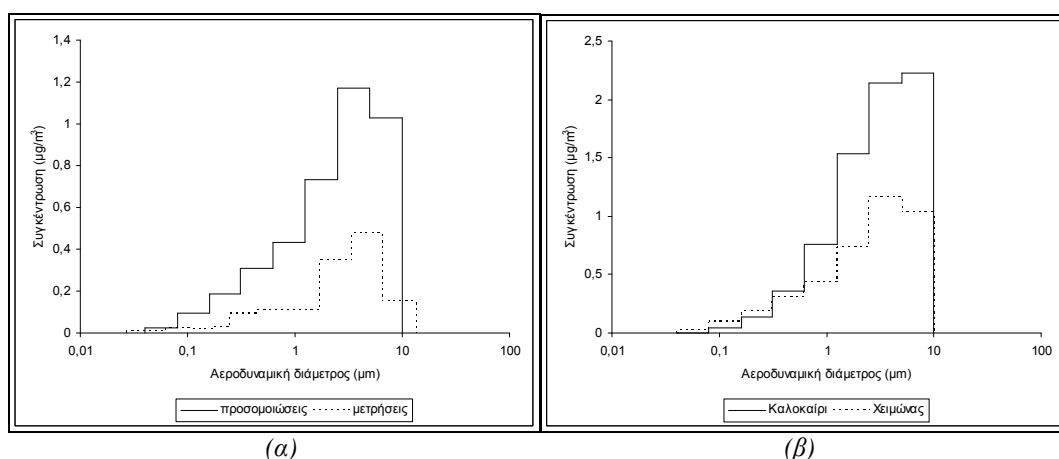 1,4
1,2
1
0,8
0,6
0,4
0,2
0
Συγκέντρωση (μg/m³)
0,01 0,1 1 10 100
Αεροδυναμική διάμετρος (μm)
προσομοιώσεις μετρήσεις
(α)
2,5
2
1,5
1
0,5
0
Συγκέντρωση (μg/m³)
0,01 0,1 1 10 100
Αεροδυναμική διάμετρος (μm)
Καλοκαίρι Χειμώνας
(β)